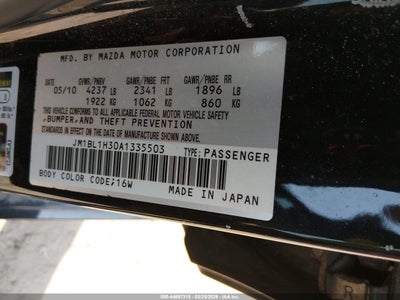 MFD. BY MAZDA MOTOR CORPORATION
GVWR/PNBV GAWR/PNBE FRT GAWR/PNBE RR
05/10 4237 LB 2341 LB 1896 LB
1922 KG 1062 KG 860 KG
THIS VEHICLE CONFORMS TO ALL APPLICABLE FEDERAL MOTOR VEHICLE SAFETY
, BUMPER, AND THEFT PREVENTION
STANDARDS IN EFFECT ON THE DATE OF MANUFACTURE SHOWN ABOVE.
JM1BL1H30A1335503 TYPE: PASSENGER
BODY COLOR CODE;16W MADE IN JAPAN
R